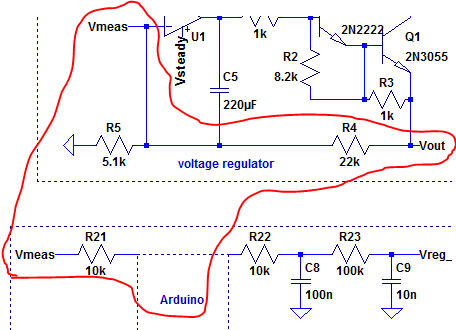 Vmeas
U1
Vsteady
1k
2N2222
Q1
2N3055
R2
8.2k
C5
220µF
R3
1k
R5
5.1k
R4
22k
Vout
voltage regulator
Vmeas
R21
10k
Arduino
R22
10k
R23
100k
Vreg_
C8
100n
C9
10n